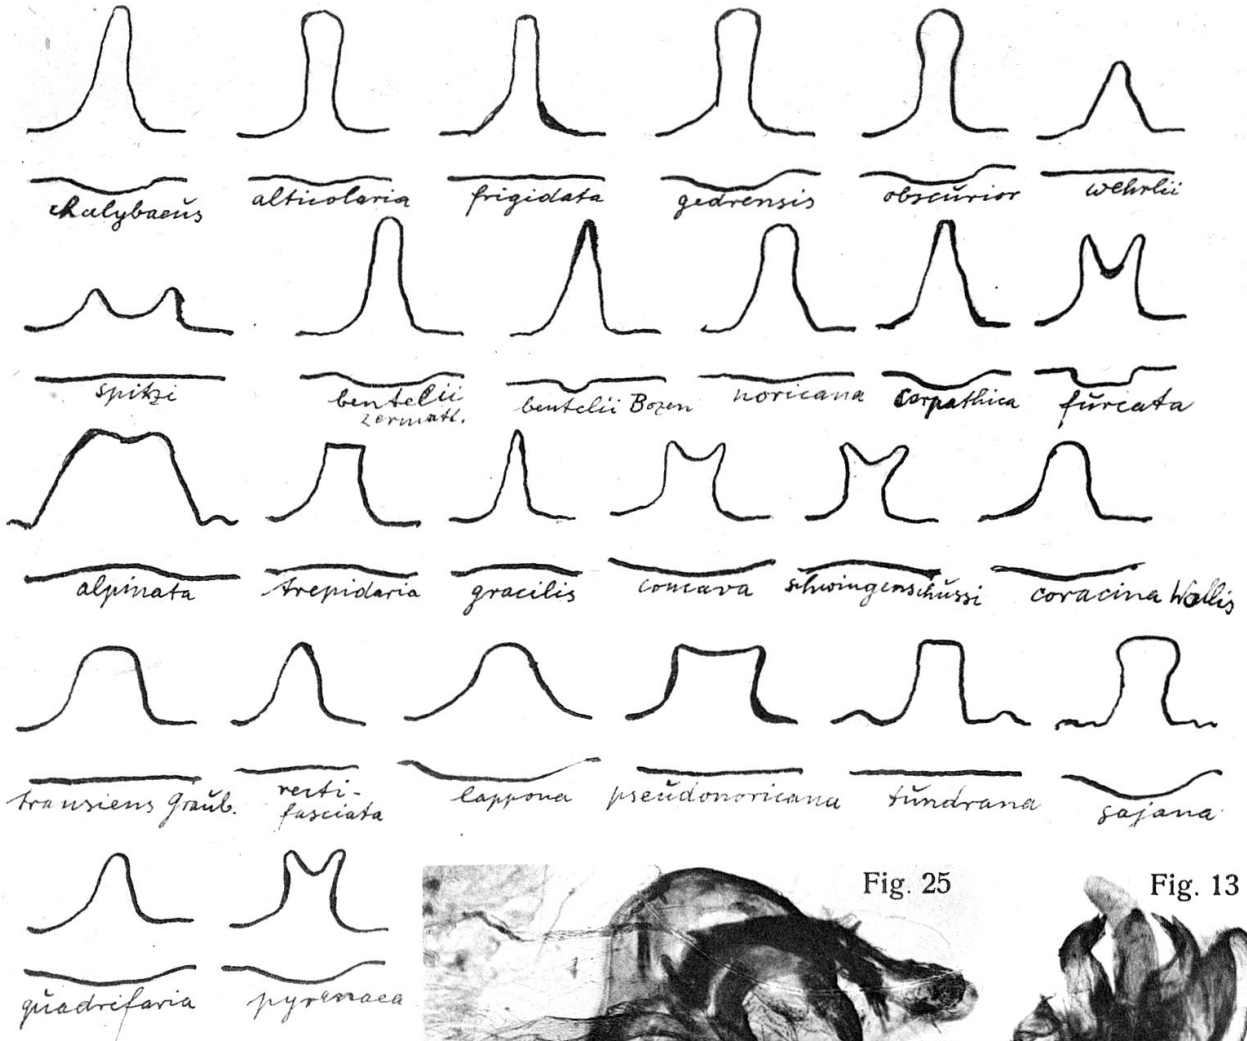 chalybaeus alticolaria frigidata gedrensis obscurior wehrlii
spitzi bentelii zermatt. bentelii Bozen noricana carpathica furcata
alpinata trepidaria gracilis concava schwingenschüssi coracina Wallis
transiens Graub. recti-
fasciata lappona pseudonoricana tundrana sajana
Fig. 25 Fig. 13
quadrifaria pyrenaea